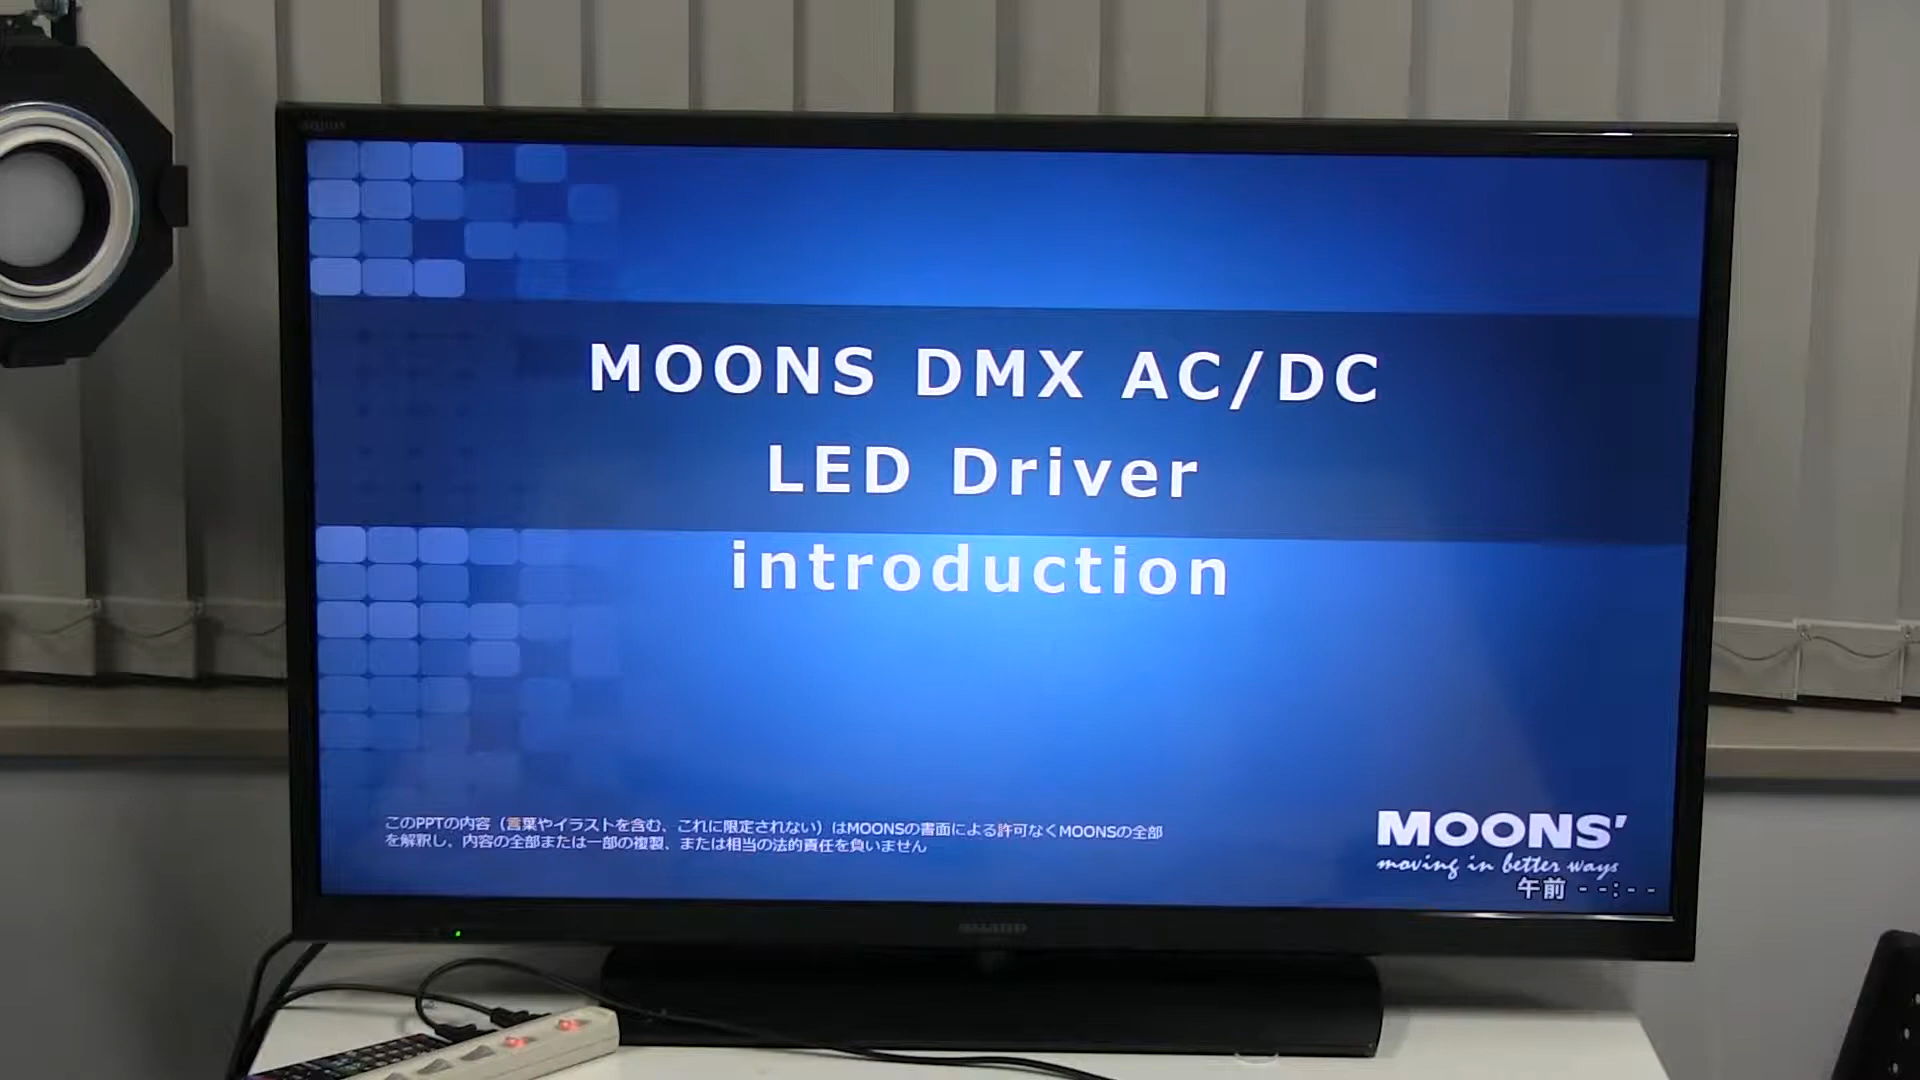 AQUOS
MOONS DMX AC/DC
LED Driver
introduction
このPPTの内容（言葉やイラストを含む、これに限定されない）はMOONSの書面による許可なくMOONSの全部
を解釈し、内容の全部または一部の複製、または相当の法的責任を負いません
MOONS'
moving in better ways
午前 --:--
SHARP